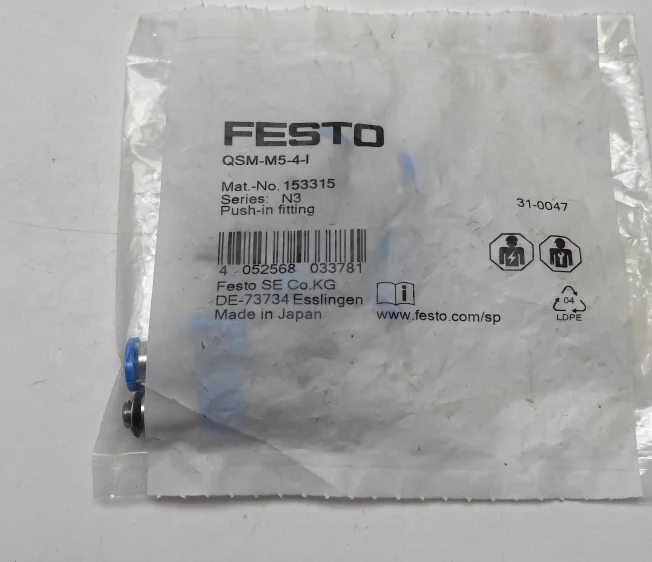 FESTO
QSM-M5-4-I
Mat.-No. 153315
Series: N3
Push-in fitting
31-0047
4 052568 033781
Festo SE Co.KG
DE-73734 Esslingen
Made in Japan
i
www.festo.com/sp
04
LDPE